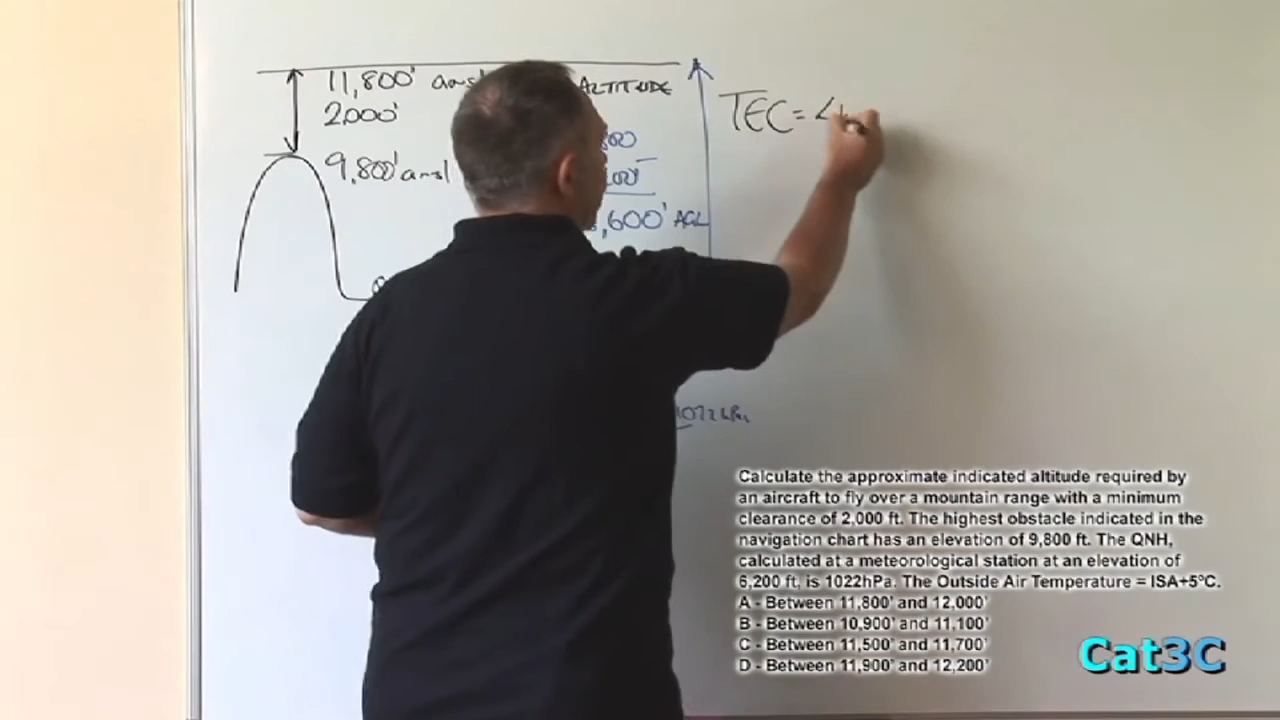 11,800' amsl ALTITUDE
2,000'
9,800' amsl
800
600' AGL
TEC = 4
1022 hPa
Calculate the approximate indicated altitude required by
an aircraft to fly over a mountain range with a minimum
clearance of 2,000 ft. The highest obstacle indicated in the
navigation chart has an elevation of 9,800 ft. The QNH,
calculated at a meteorological station at an elevation of
6,200 ft, is 1022hPa. The Outside Air Temperature = ISA+5°C.
A - Between 11,800' and 12,000'
B - Between 10,900' and 11,100'
C - Between 11,500' and 11,700'
D - Between 11,900' and 12,200'
Cat3C